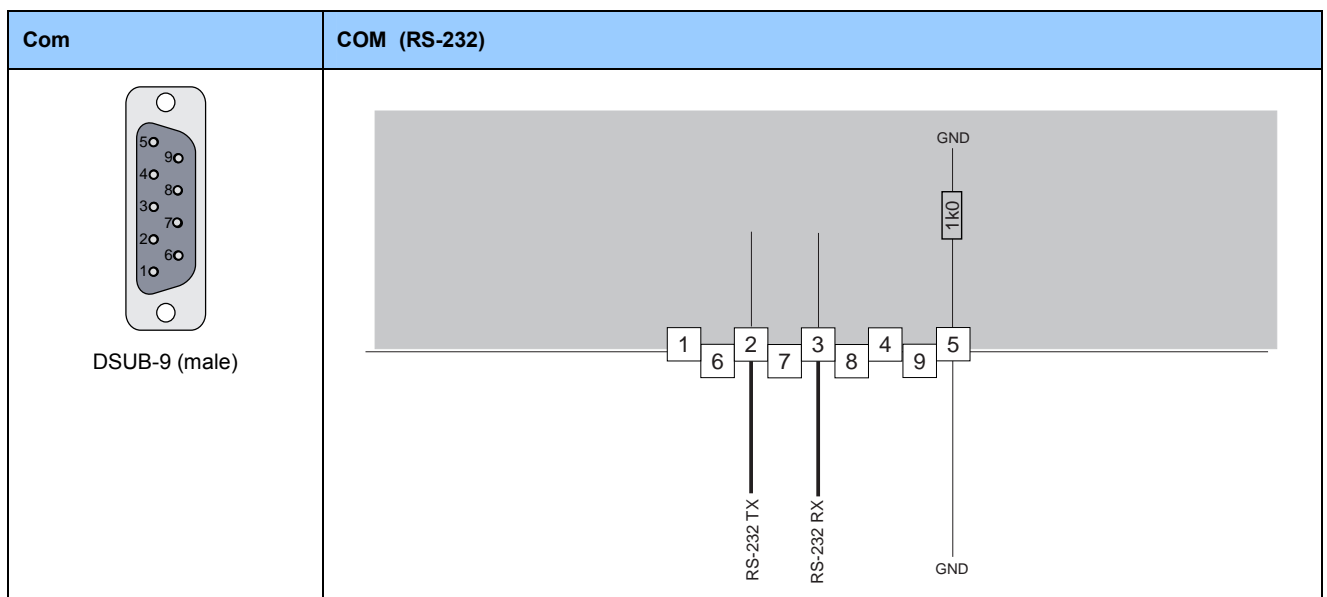 Com
COM (RS-232)
5
9
4
8
3
7
2
6
1
DSUB-9 (male)
GND
1k0
1 2 3 4 5
6 7 8 9
RS-232 TX
RS-232 RX
GND